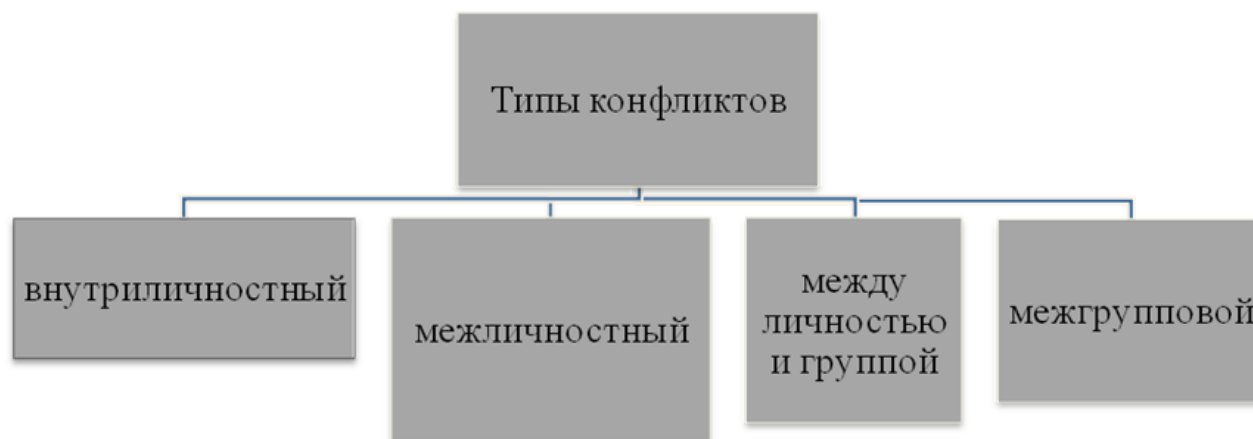 Типы конфликтов
внутриличностный
межличностный
между
личностью
и группой
межгрупповой